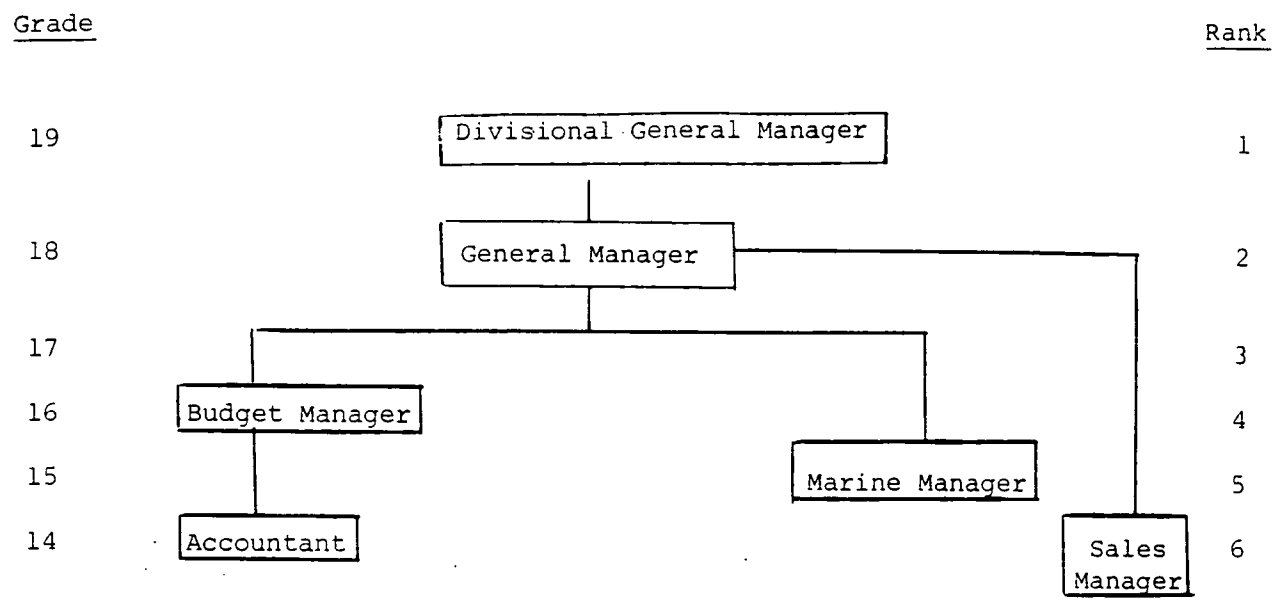 Grade
Rank
19
Divisional General Manager
1
18
General Manager
2
17
3
16
Budget Manager
4
15
Marine Manager
5
14
Accountant
Sales
Manager
6